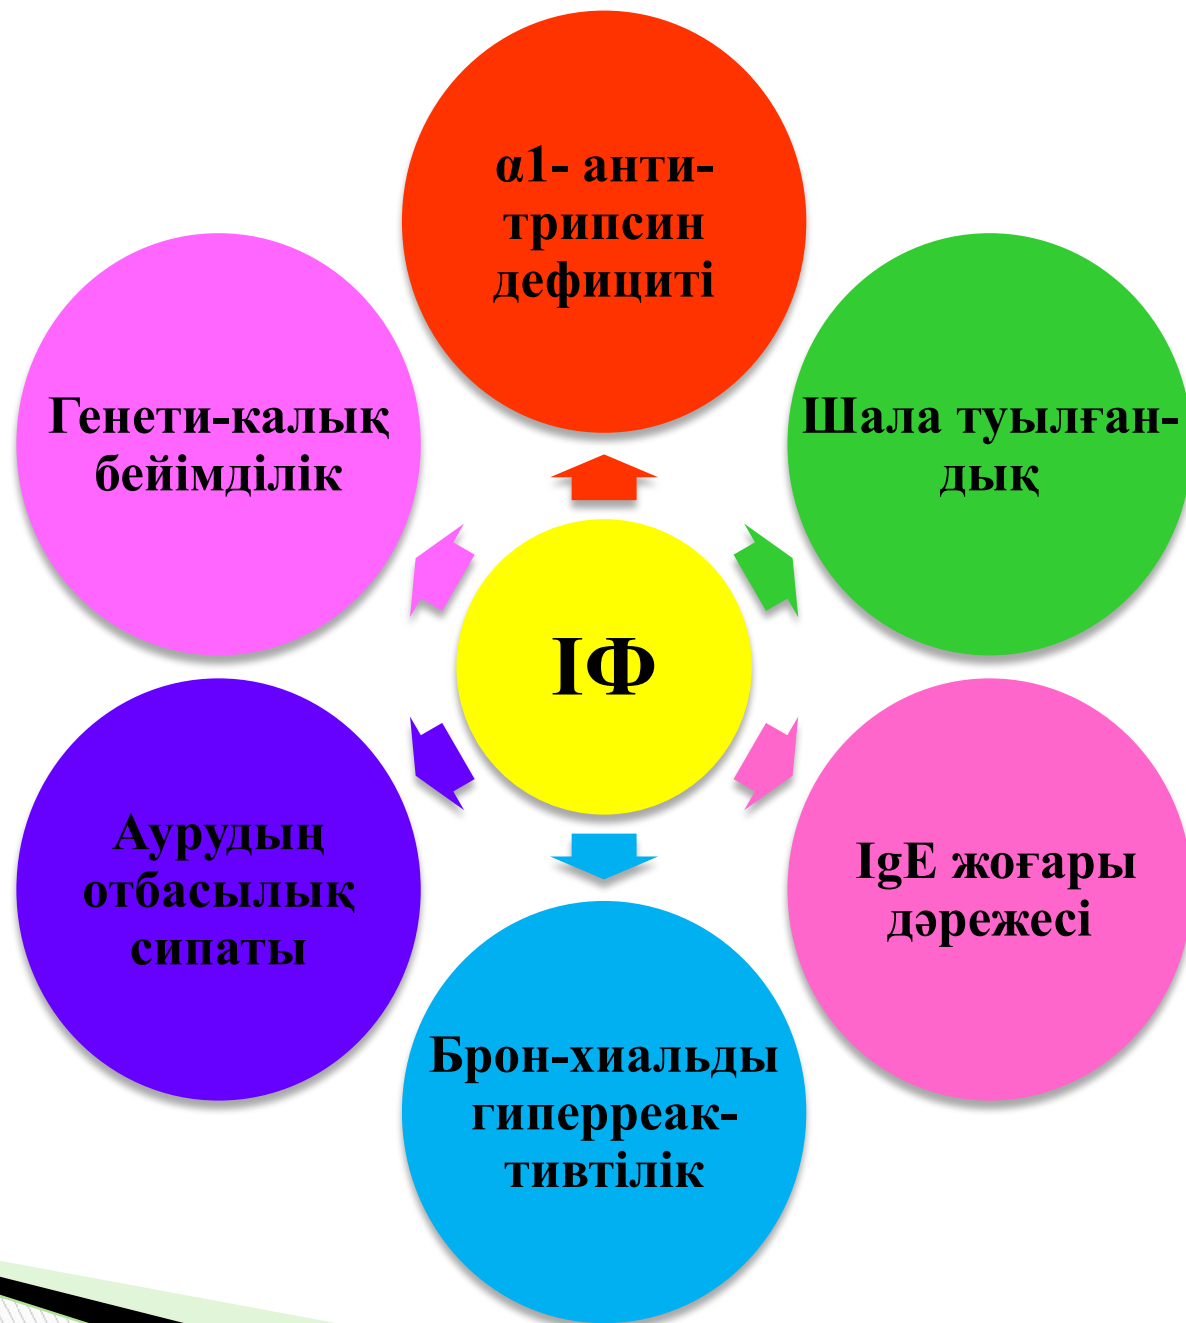 α1- анти-
трипсин
дефициті
Шала туылған-
дық
IgE жоғары
дәрежесі
Брон-хиальды
гиперреак-
тивтілік
Аурудың
отбасылық
сипаты
Генети-калық
бейімділік
ІФ